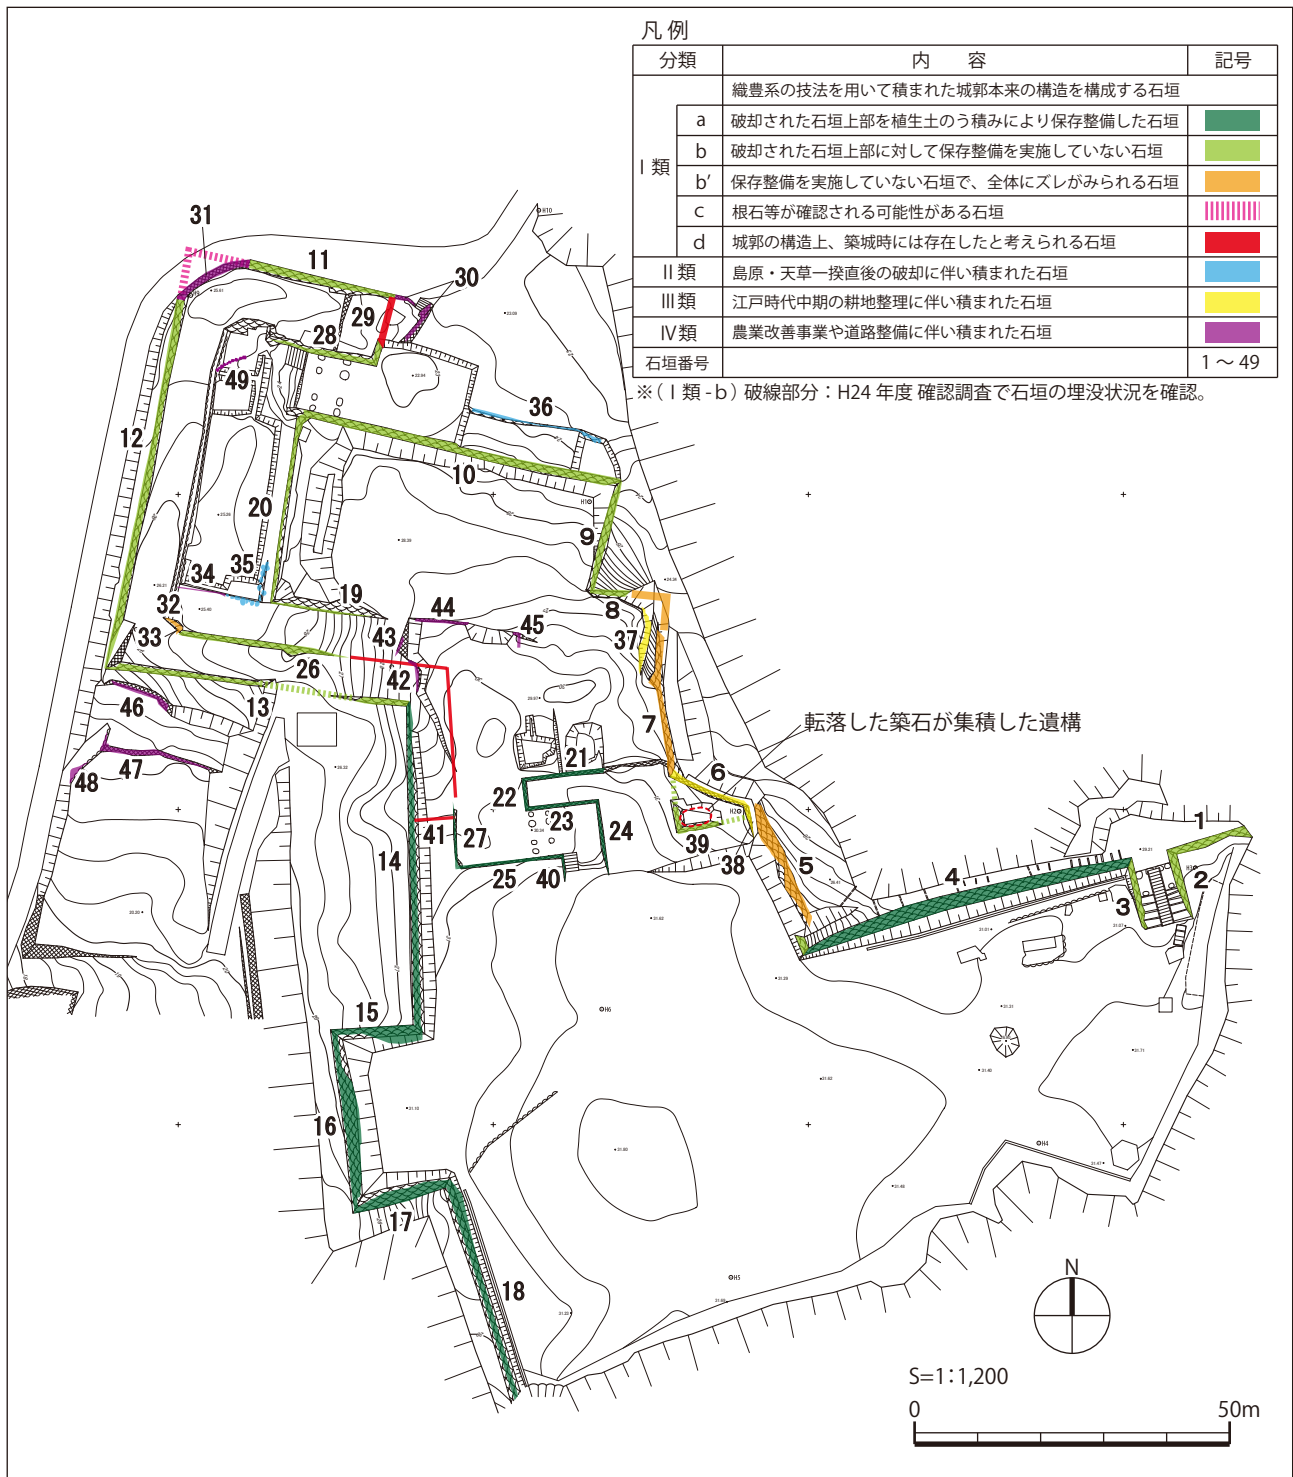 凡 例
分類 内 容 記号
Ⅰ類 織豊系の技法を用いて積まれた城郭本来の構造を構成する石垣
a 破却された石垣上部を植生土のう積みにより保存整備した石垣
b 破却された石垣上部に対して保存整備を実施していない石垣
b′ 保存整備を実施していない石垣で、全体にズレがみられる石垣
c 根石等が確認される可能性がある石垣
d 城郭の構造上、築城時には存在したと考えられる石垣
Ⅱ類 島原・天草一揆直後の破却に伴い積まれた石垣
Ⅲ類 江戸時代中期の耕地整理に伴い積まれた石垣
Ⅳ類 農業改善事業や道路整備に伴い積まれた石垣
石垣番号 1 ～ 49
※(Ⅰ類-b) 破線部分：H24 年度 確認調査で石垣の埋没状況を確認。
H10
31
11
30
29
28
49
36
12
10
20
H1
9
35
34
19
8
44
32
45
37
33
43
26
42
13
7
46
転落した築石が集積した遺構
47
21
6
48
22
H2
23
1
41
27
24
39
14
38
5
4
2
25
40
3
H6
15
16
H4
17
N
H5
18
S=1：1,200
0 50m